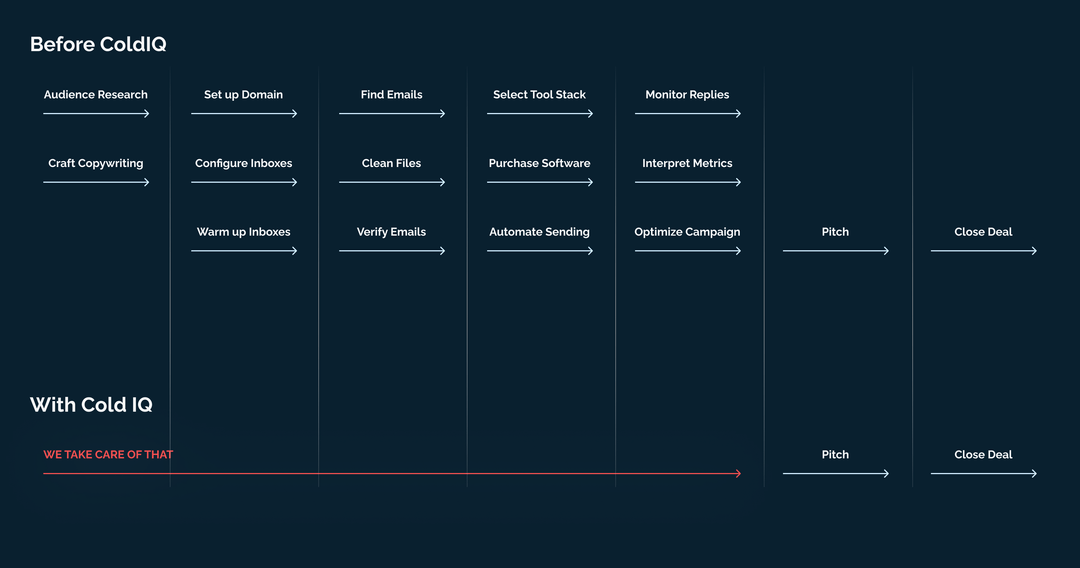 Before ColdIQ
Audience Research
Set up Domain
Find Emails
Select Tool Stack
Monitor Replies
Craft Copywriting
Configure Inboxes
Clean Files
Purchase Software
Interpret Metrics
Warm up Inboxes
Verify Emails
Automate Sending
Optimize Campaign
Pitch
Close Deal
With Cold IQ
WE TAKE CARE OF THAT
Pitch
Close Deal